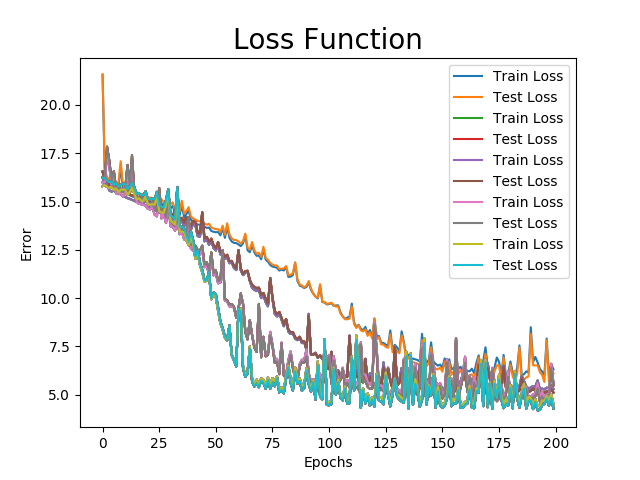 Loss Function
Train Loss
Test Loss
Train Loss
Test Loss
Train Loss
Test Loss
Train Loss
Test Loss
Train Loss
Test Loss
20.0
17.5
15.0
12.5
10.0
7.5
5.0
Error
0 25 50 75 100 125 150 175 200
Epochs